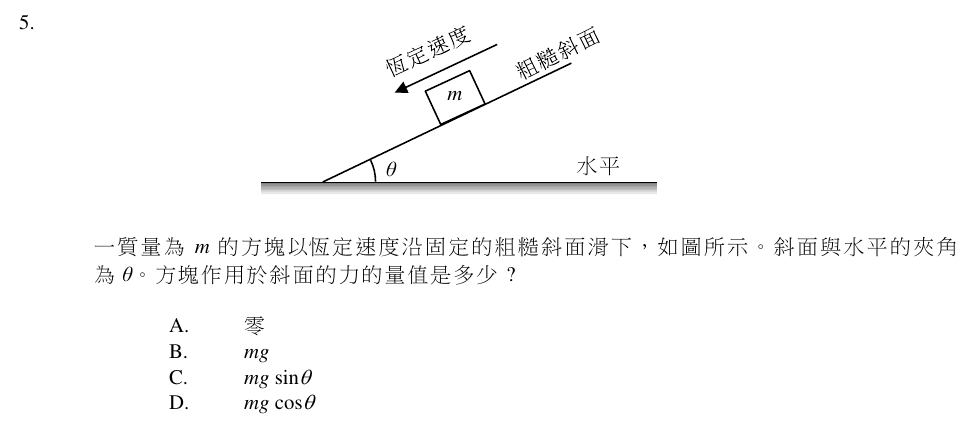 5.
恆定速度
粗糙斜面
m
θ
水平
一質量為 m 的方塊以恆定速度沿固定的粗糙斜面滑下，如圖所示。斜面與水平的夾角
為 θ。方塊作用於斜面的力的量值是多少？
A. 零
B. mg
C. mg sinθ
D. mg cosθ